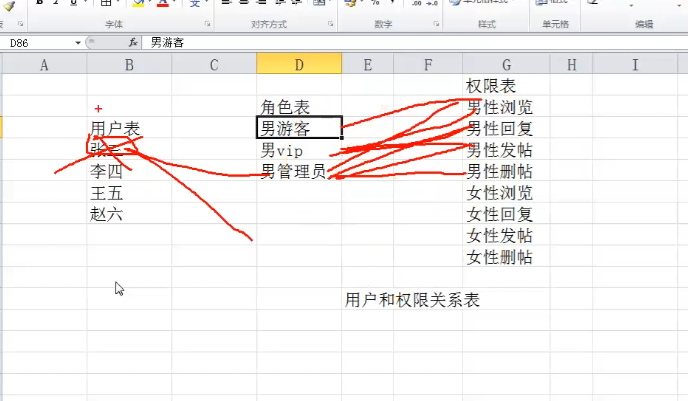 字体
对齐方式
数字
样式
单元格
编辑
D86
fx
男游客
A B C D E F G H I
权限表
角色表 男性浏览
用户表 男游客 男性回复
张三 男vip 男性发帖
李四 男管理员 男性删帖
王五 女性浏览
赵六 女性回复
女性发帖
女性删帖
用户和权限关系表